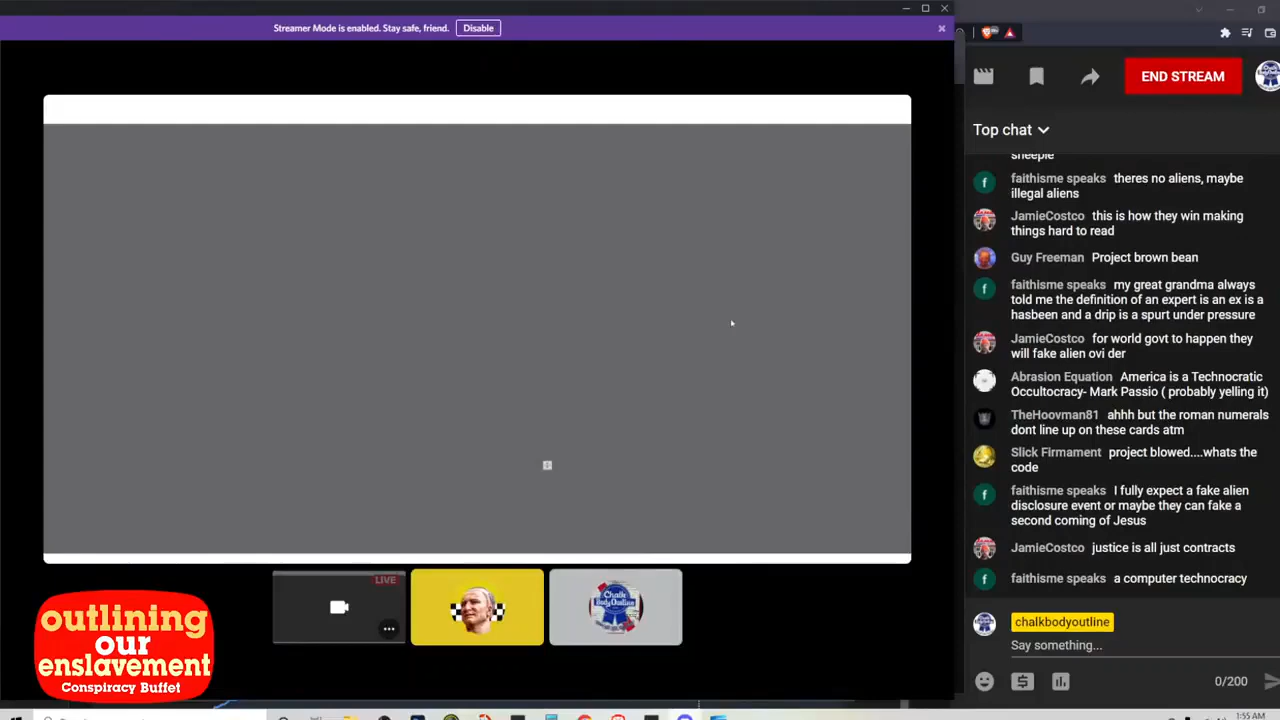 Streamer Mode is enabled. Stay safe, friend. Disable
END STREAM
Top chat
sheeple
faithisme speaks theres no aliens, maybe
illegal aliens
JamieCostco this is how they win making
things hard to read
Guy Freeman Project brown bean
faithisme speaks my great grandma always
told me the definition of an expert is an ex is a
hasbeen and a drip is a spurt under pressure
JamieCostco for world govt to happen they
will fake alien ovi der
Abrasion Equation America is a Technocratic
Occultocracy- Mark Passio ( probably yelling it)
TheHoovman81 ahhh but the roman numerals
dont line up on these cards atm
Slick Firmament project blowed....whats the
code
faithisme speaks I fully expect a fake alien
disclosure event or maybe they can fake a
second coming of Jesus
JamieCostco justice is all just contracts
faithisme speaks a computer technocracy
chalkbodyoutline
Say something...
0/200
LIVE
Chalk
Body Outline
outlining
our
enslavement
Conspiracy Buffet
1:55 AM